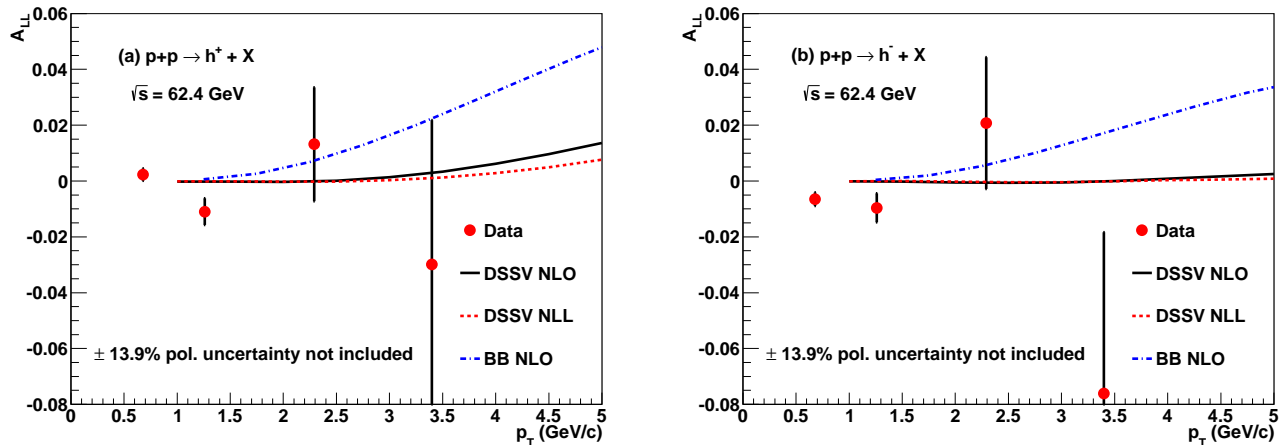 A_LL
0.06
(a) p+p → h⁺ + X
0.04
√s = 62.4 GeV
0.02
0
-0.02
Data
-0.04
DSSV NLO
DSSV NLL
-0.06
± 13.9% pol. uncertainty not included
BB NLO
-0.08
0 0.5 1 1.5 2 2.5 3 3.5 4 4.5 5
p_T (GeV/c)
A_LL
0.06
(b) p+p → h⁻ + X
0.04
√s = 62.4 GeV
0.02
0
-0.02
Data
-0.04
DSSV NLO
DSSV NLL
-0.06
± 13.9% pol. uncertainty not included
BB NLO
-0.08
0 0.5 1 1.5 2 2.5 3 3.5 4 4.5 5
p_T (GeV/c)